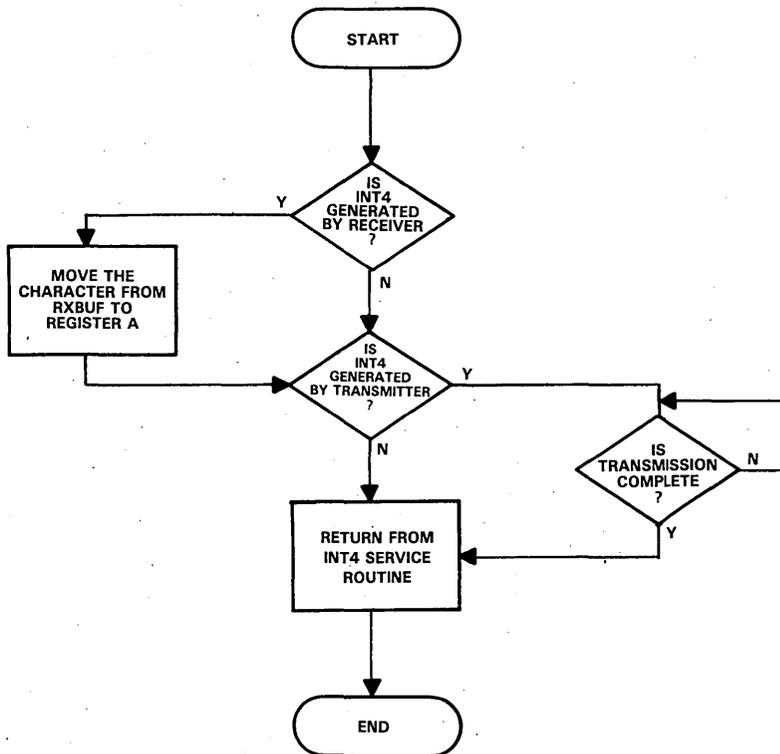 START
IS
INT4
GENERATED
BY RECEIVER
?
Y
N
MOVE THE
CHARACTER FROM
RXBUF TO
REGISTER A
IS
INT4
GENERATED
BY TRANSMITTER
?
Y
N
IS
TRANSMISSION
COMPLETE
?
N
Y
RETURN FROM
INT4 SERVICE
ROUTINE
END